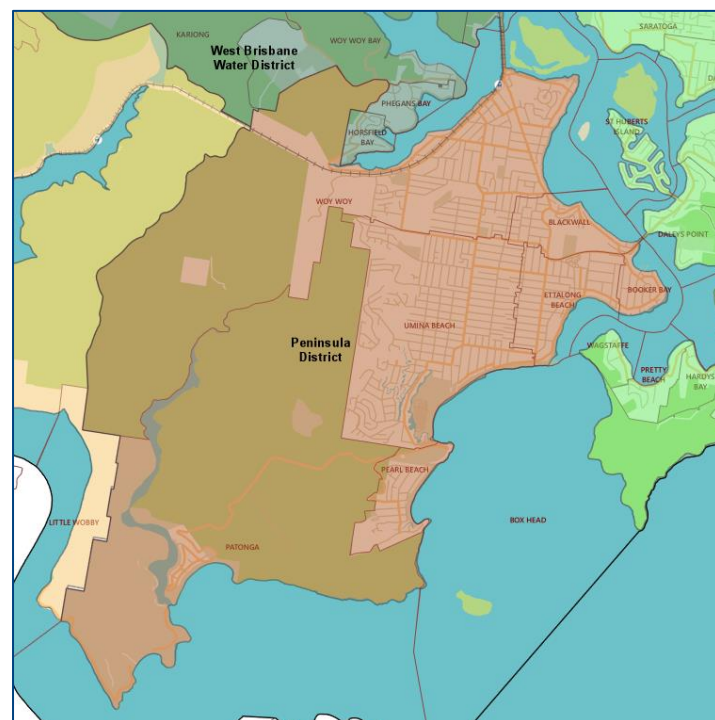 SARATOGA
KARIONG
WOY WOY BAY
West Brisbane
Water District
PHEGANS BAY
HORSFIELD
BAY
ST HUBERTS
ISLAND
WOY WOY
BLACKWALL
DALEYS POINT
BOOKER BAY
ETTALONG
BEACH
UMINA BEACH
Peninsula
District
WAGSTAFFE
PRETTY
BEACH
HARDYS
BAY
PEARL BEACH
LITTLE WOBBY
BOX HEAD
PATONGA